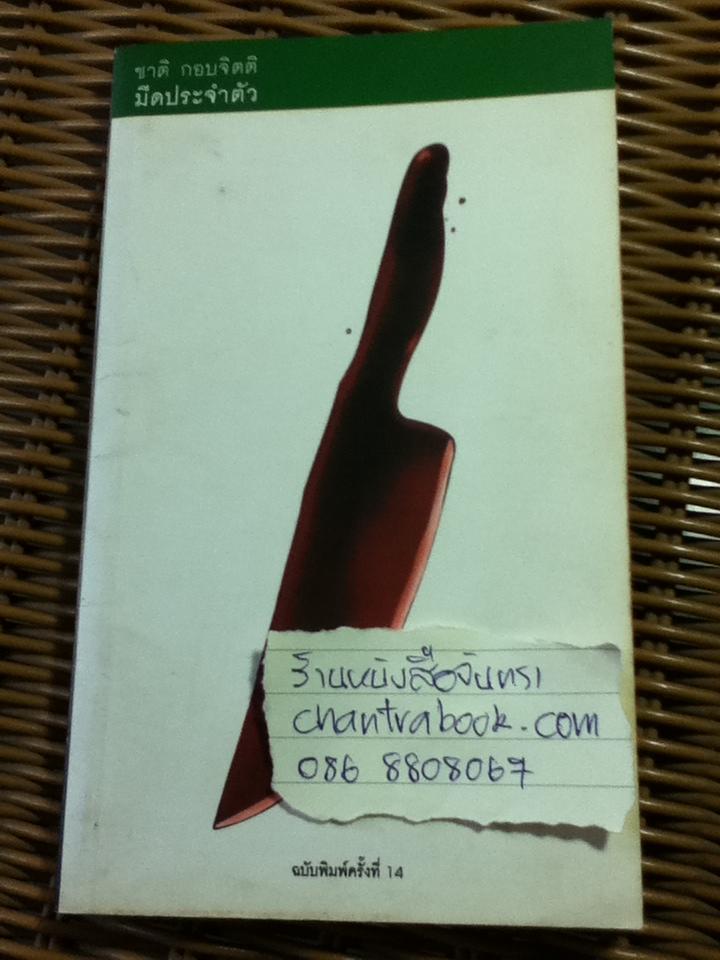 ชาติ กอบจิตติ
มีดประจำตัว
ร้านหนังสือจันทรา
chantrabook.com
086 8808067
ฉบับพิมพ์ครั้งที่ 14